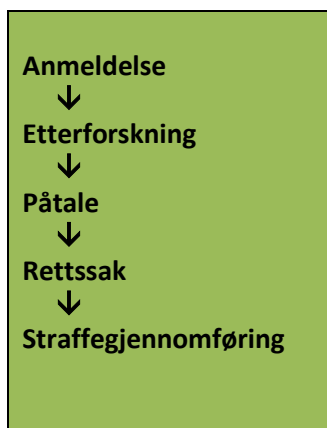 Anmeldelse
↓
Etterforskning
↓
Påtale
↓
Rettssak
↓
Straffegjennomføring